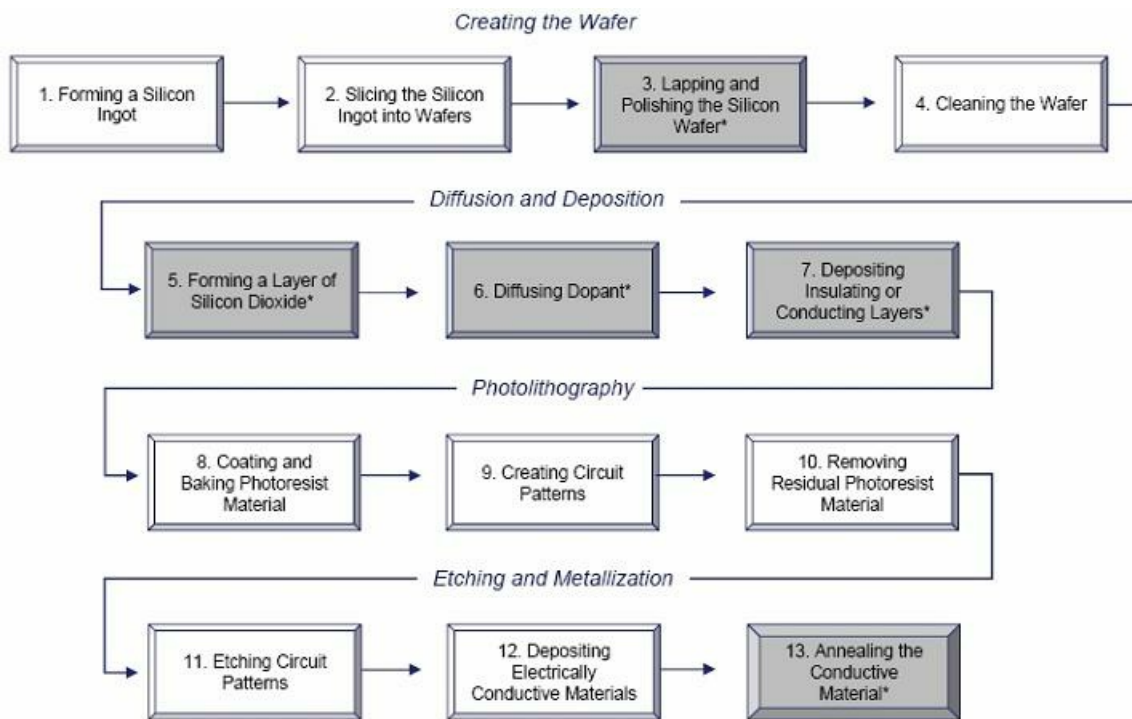 Creating the Wafer
1. Forming a Silicon
Ingot
2. Slicing the Silicon
Ingot into Wafers
3. Lapping and
Polishing the Silicon
Wafer*
4. Cleaning the Wafer
Diffusion and Deposition
5. Forming a Layer of
Silicon Dioxide*
6. Diffusing Dopant*
7. Depositing
Insulating or
Conducting Layers*
Photolithography
8. Coating and
Baking Photoresist
Material
9. Creating Circuit
Patterns
10. Removing
Residual Photoresist
Material
Etching and Metallization
11. Etching Circuit
Patterns
12. Depositing
Electrically
Conductive Materials
13. Annealing the
Conductive
Material*